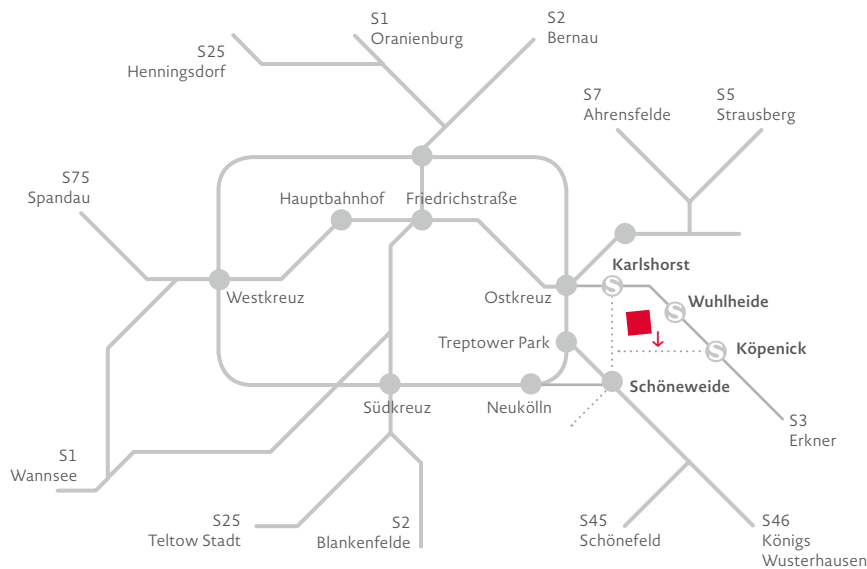 S1
Oranienburg
S2
Bernau
S25
Henningsdorf
S7
Ahrensfelde
S5
Strausberg
S75
Spandau
Hauptbahnhof
Friedrichstraße
Karlshorst
Westkreuz
Ostkreuz
Wuhlheide
Treptower Park
Köpenick
Schöneweide
Südkreuz
Neukölln
S3
Erkner
S1
Wannsee
S25
Teltow Stadt
S2
Blankenfelde
S45
Schönefeld
S46
Königs
Wusterhausen
S
S
S